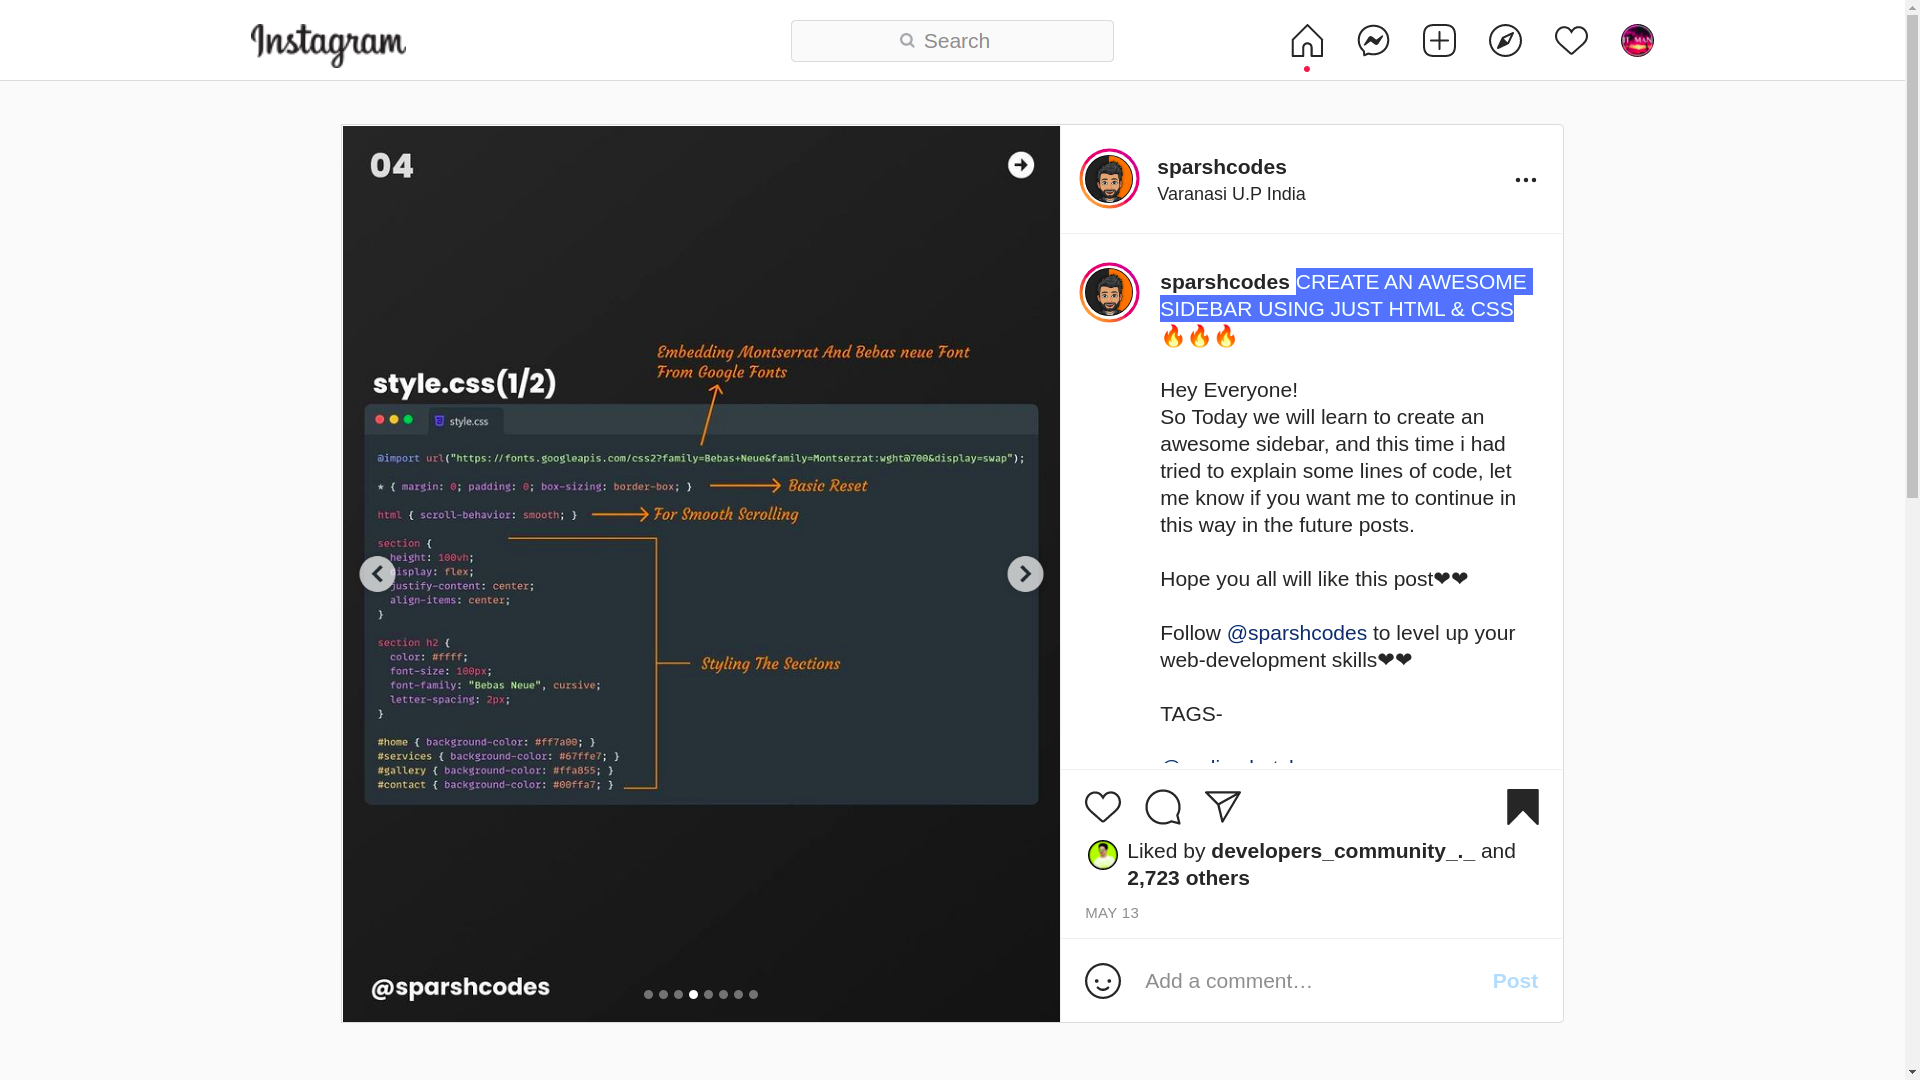 Instagram
Search
04
style.css(1/2)
Embedding Montserrat And Bebas neue Font
From Google Fonts
style.css
@import url("https://fonts.googleapis.com/css2?family=Bebas+Neue&family=Montserrat:wght@700&display=swap");
* { margin: 0; padding: 0; box-sizing: border-box; }
Basic Reset
html { scroll-behavior: smooth; }
For Smooth Scrolling
section {
height: 100vh;
display: flex;
justify-content: center;
align-items: center;
}
section h2 {
color: #ffff;
font-size: 100px;
font-family: "Bebas Neue", cursive;
letter-spacing: 2px;
}
Styling The Sections
#home { background-color: #ff7a00; }
#services { background-color: #67ffe7; }
#gallery { background-color: #ffa855; }
#contact { background-color: #00ffa7; }
@sparshcodes
sparshcodes
Varanasi U.P India
sparshcodes CREATE AN AWESOME
SIDEBAR USING JUST HTML & CSS
🔥🔥🔥
Hey Everyone!
So Today we will learn to create an
awesome sidebar, and this time i had
tried to explain some lines of code, let
me know if you want me to continue in
this way in the future posts.
Hope you all will like this post❤❤
Follow @sparshcodes to level up your
web-development skills❤❤
TAGS-
Liked by developers_community_._ and
2,723 others
MAY 13
Add a comment…
Post